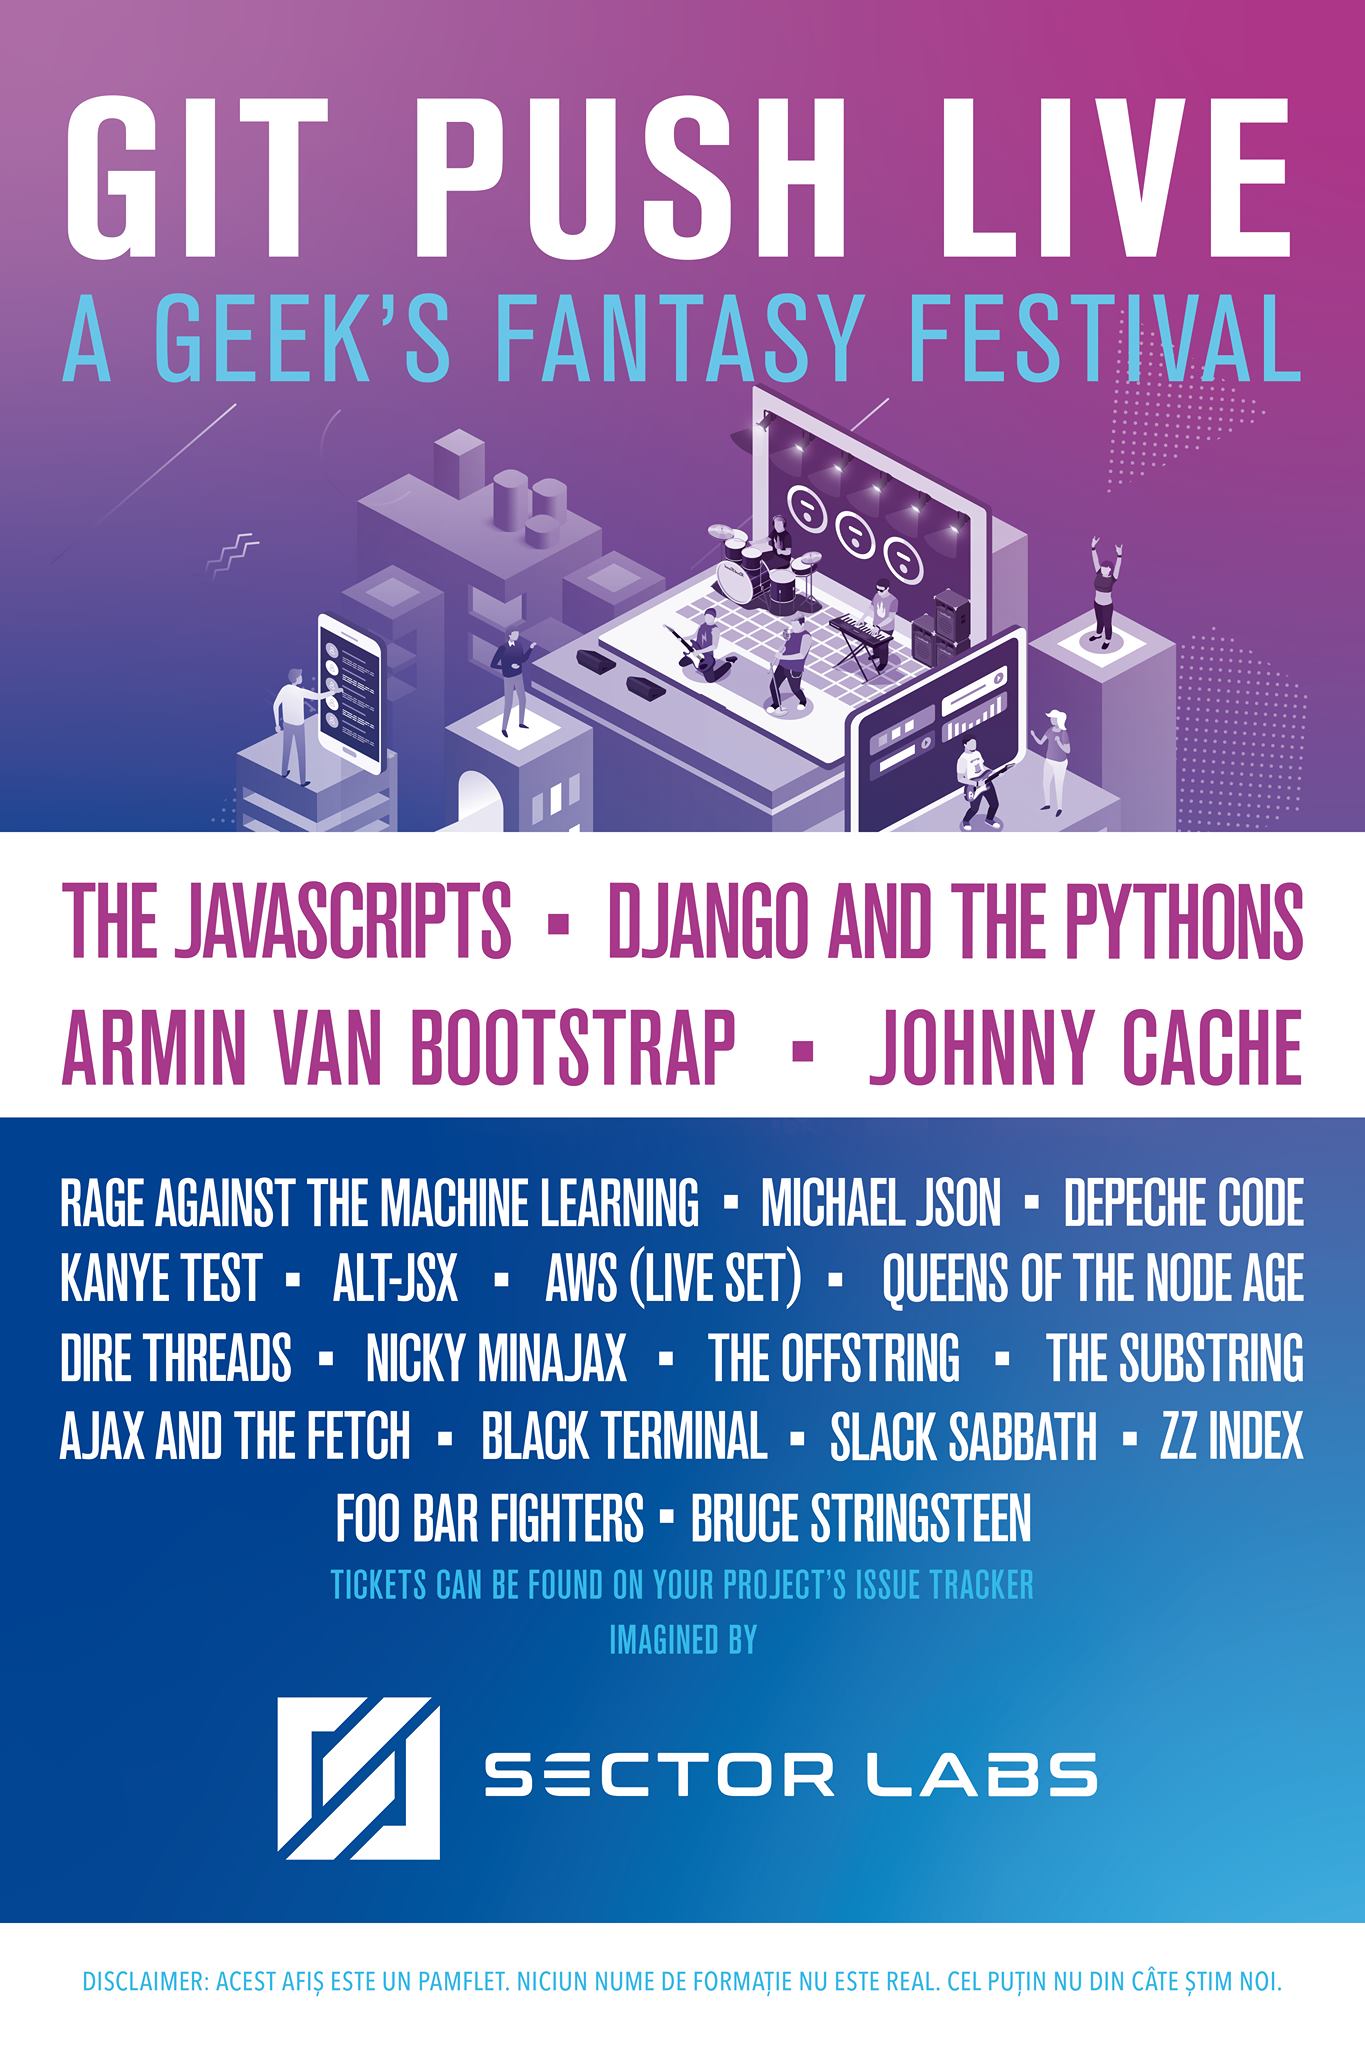 GIT PUSH LIVE
A GEEK'S FANTASY FESTIVAL
THE JAVASCRIPTS ▪ DJANGO AND THE PYTHONS
ARMIN VAN BOOTSTRAP ▪ JOHNNY CACHE
RAGE AGAINST THE MACHINE LEARNING ▪ MICHAEL JSON ▪ DEPECHE CODE
KANYE TEST ▪ ALT-JSX ▪ AWS (LIVE SET) ▪ QUEENS OF THE NODE AGE
DIRE THREADS ▪ NICKY MINAJAX ▪ THE OFFSTRING ▪ THE SUBSTRING
AJAX AND THE FETCH ▪ BLACK TERMINAL ▪ SLACK SABBATH ▪ ZZ INDEX
FOO BAR FIGHTERS ▪ BRUCE STRINGSTEEN
TICKETS CAN BE FOUND ON YOUR PROJECT'S ISSUE TRACKER
IMAGINED BY
SECTOR LABS
DISCLAIMER: ACEST AFIȘ ESTE UN PAMFLET. NICIUN NUME DE FORMAȚIE NU ESTE REAL. CEL PUȚIN NU DIN CÂTE ȘTIM NOI.